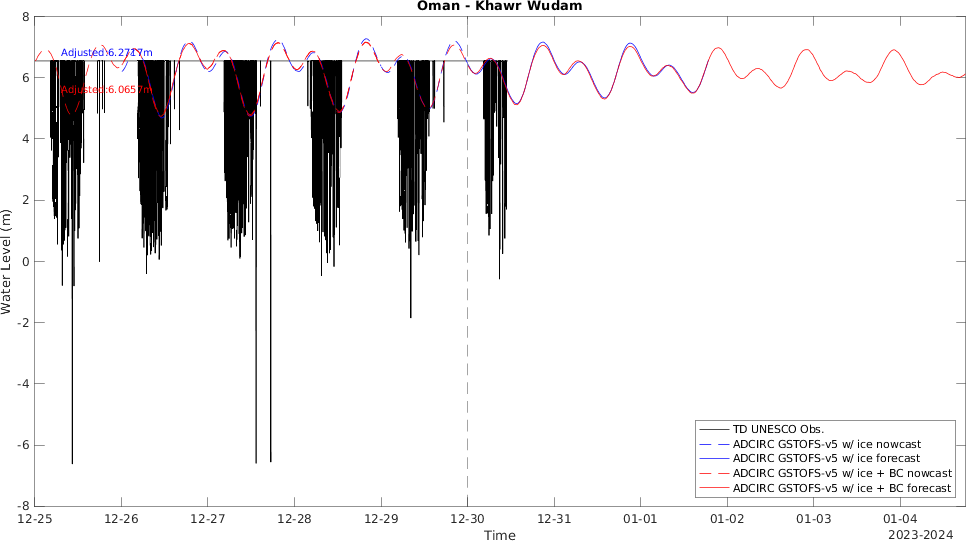 Oman - Khawr Wudam
8
6
4
2
0
-2
-4
-6
-8
Water Level (m)
Adjusted:6.2717m
Adjusted:6.0657m
TD UNESCO Obs.
ADCIRC GSTOFS-v5 w/ ice nowcast
ADCIRC GSTOFS-v5 w/ ice forecast
ADCIRC GSTOFS-v5 w/ ice + BC nowcast
ADCIRC GSTOFS-v5 w/ ice + BC forecast
12-25 12-26 12-27 12-28 12-29 12-30 12-31 01-01 01-02 01-03 01-04
Time
2023-2024